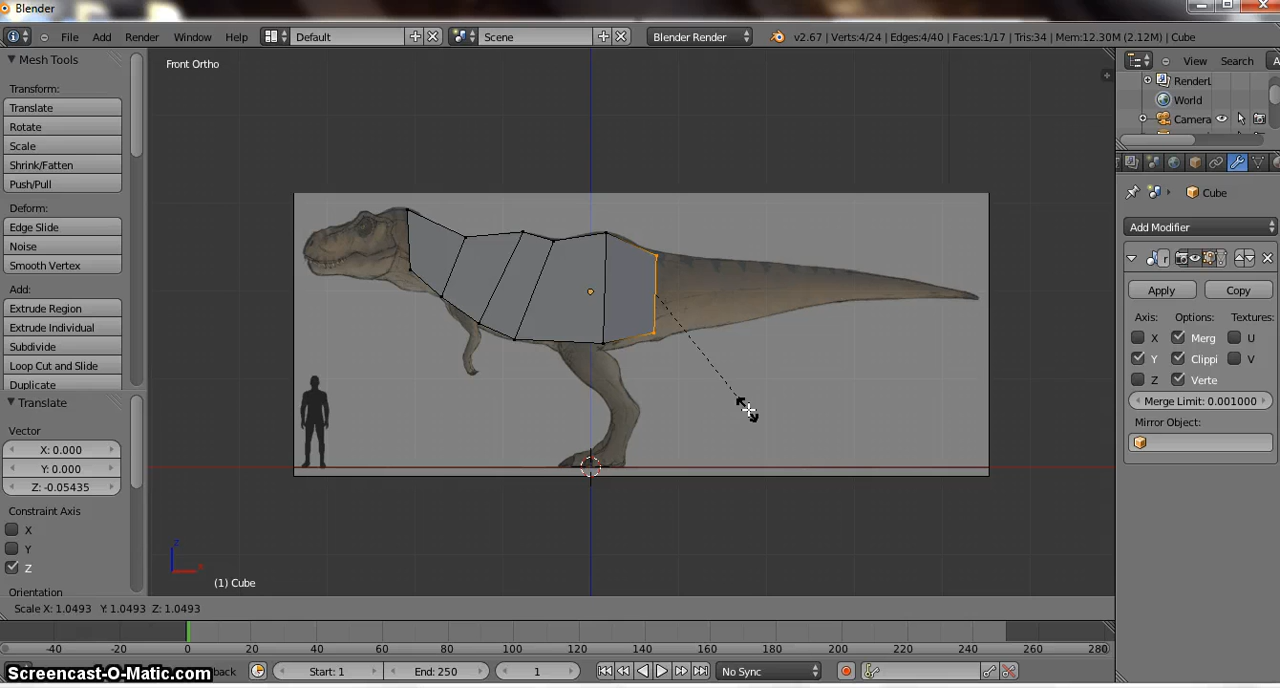 Blender
File Add Render Window Help Default Scene Blender Render v2.67 | Verts:4/24 | Edges:4/40 | Faces:1/17 | Tris:34 | Mem:12.30M (2.12M) | Cube
Mesh Tools
Transform:
Translate
Rotate
Scale
Shrink/Fatten
Push/Pull
Deform:
Edge Slide
Noise
Smooth Vertex
Add:
Extrude Region
Extrude Individual
Subdivide
Loop Cut and Slide
Duplicate
Translate
Vector
X: 0.000
Y: 0.000
Z: -0.05435
Constraint Axis
X
Y
Z
Orientation
Front Ortho
(1) Cube
View Search
RenderL
World
Camera
Cube
Add Modifier
Apply Copy
Axis: Options: Textures:
X Merg U
Y Clippi V
Z Verte
Merge Limit: 0.001000
Mirror Object:
Scale X: 1.0493 Y: 1.0493 Z: 1.0493
-40 -20 0 20 40 60 80 100 120 140 160 180 200 220 240 260 280
back Start: 1 End: 250 1 No Sync
Screencast-O-Matic.com